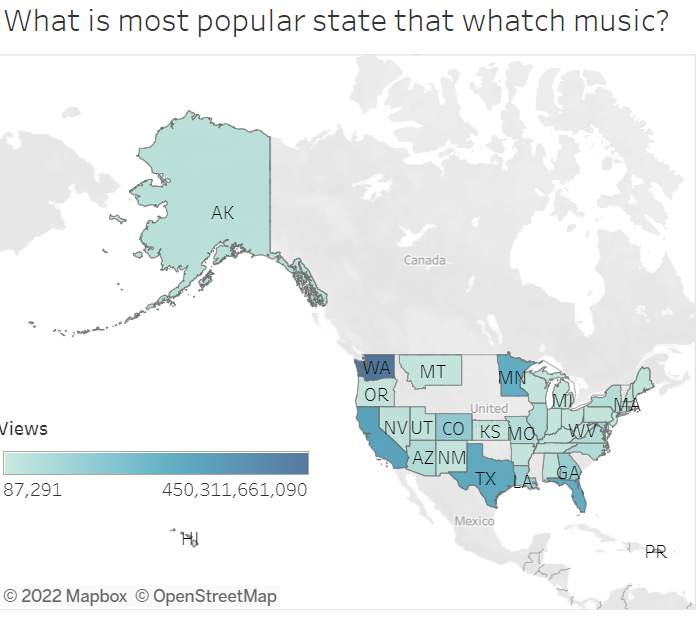 What is most popular state that whatch music?
AK
Canada
WA
MT
MN
OR
United
MI
MA
NV
UT
CO
KS
MO
WV
AZ
NM
TX
LA
GA
Views
87,291
450,311,661,090
Mexico
HI
PR
© 2022 Mapbox © OpenStreetMap